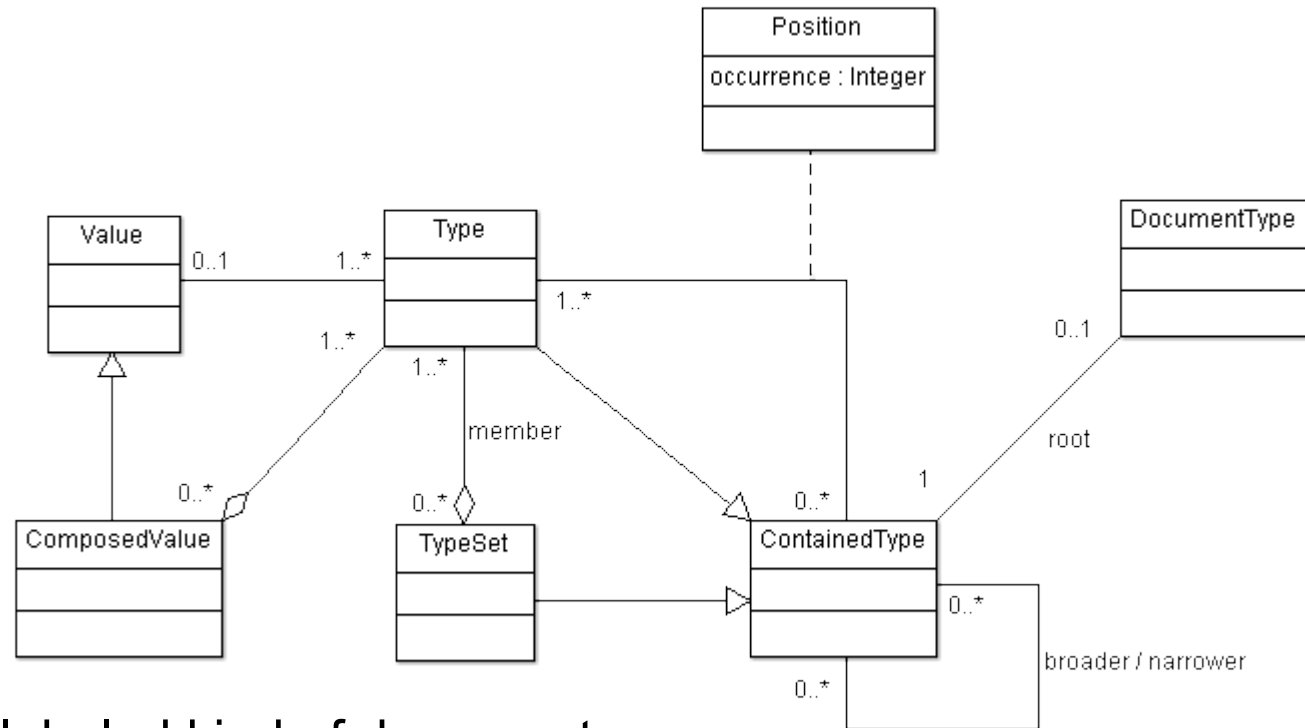 Position
occurrence : Integer
Value
Type
DocumentType
0..1
1..*
1..*
0..1
1..*
1..*
member
root
0..*
0..*
0..*
1
ComposedValue
TypeSet
ContainedType
0..*
broader / narrower
0..*